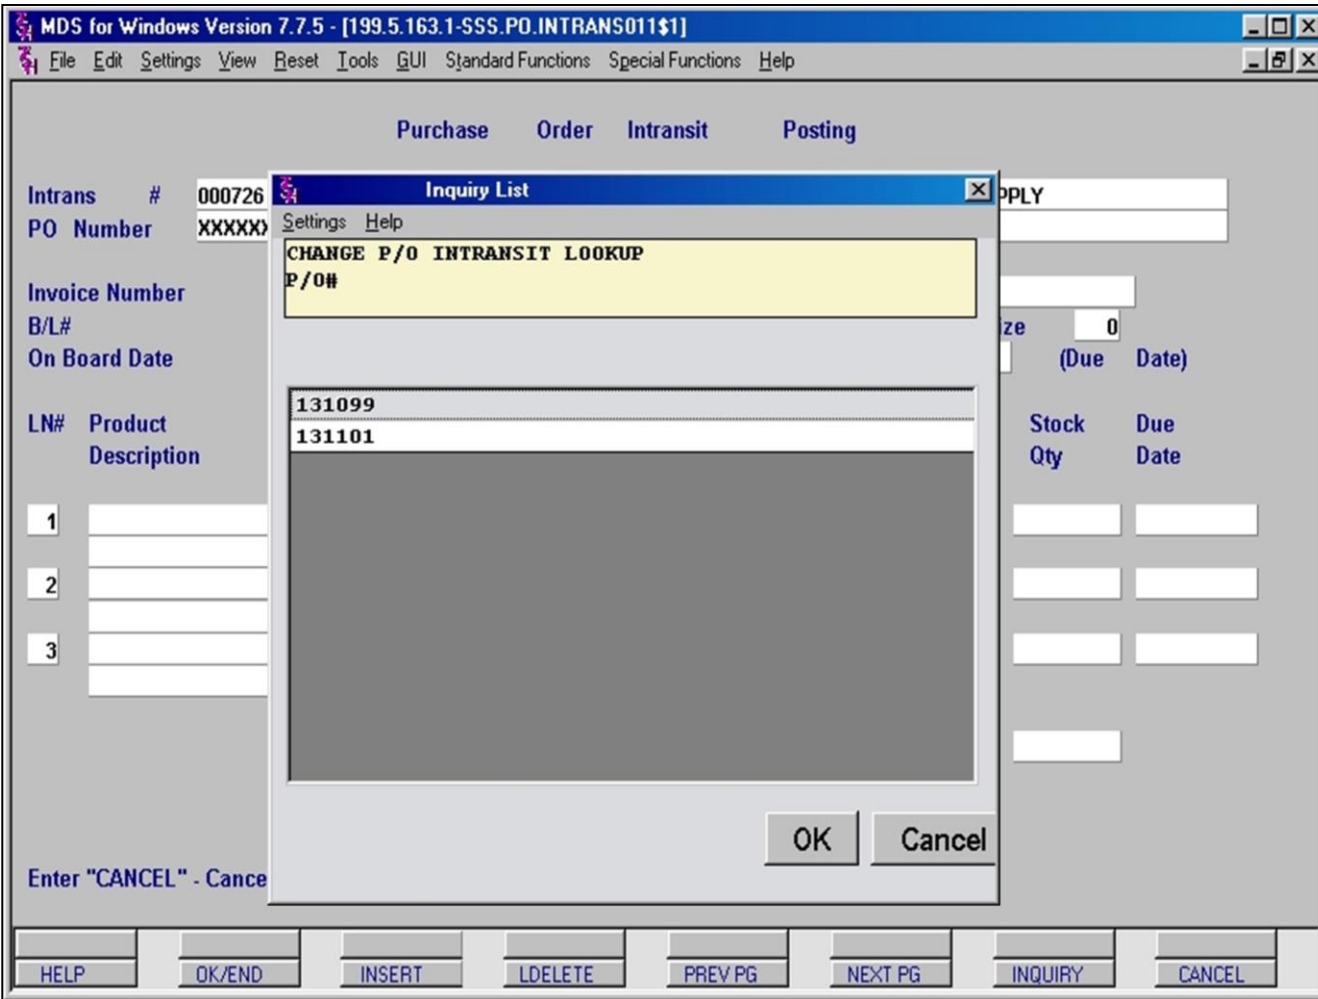 MDS for Windows Version 7.7.5 - [199.5.163.1-SSS.PO.INTRANS011$1]
File Edit Settings View Reset Tools GUI Standard Functions Special Functions Help
Purchase Order Intransit Posting
Intrans # 000726
PO Number XXXXXX
Invoice Number
B/L#
On Board Date
LN# Product
Description
1
2
3
Enter "CANCEL" - Cance
Inquiry List
Settings Help
CHANGE P/O INTRANSIT LOOKUP
P/O#
131099
131101
OK Cancel
PPLY
ize 0
(Due Date)
Stock Due
Qty Date
HELP OK/END INSERT LDELETE PREV PG NEXT PG INQUIRY CANCEL